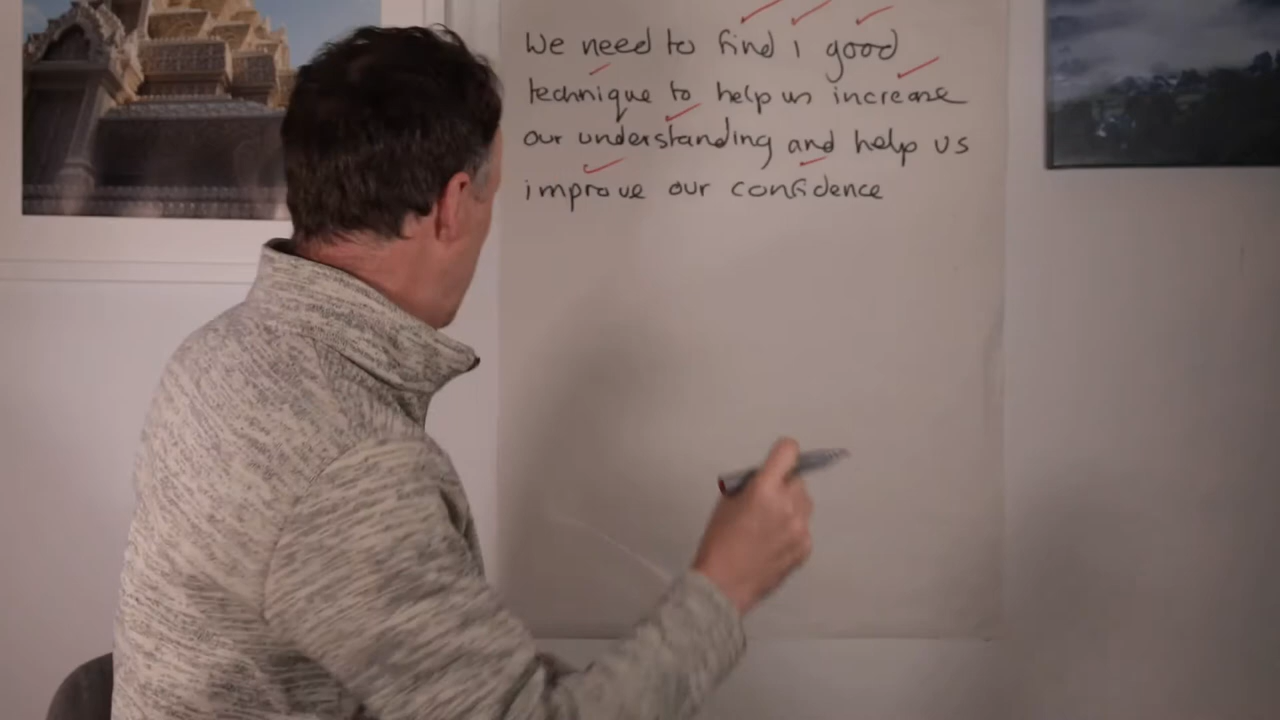 We need to find 1 good
technique to help us increase
our understanding and help us
improve our confidence